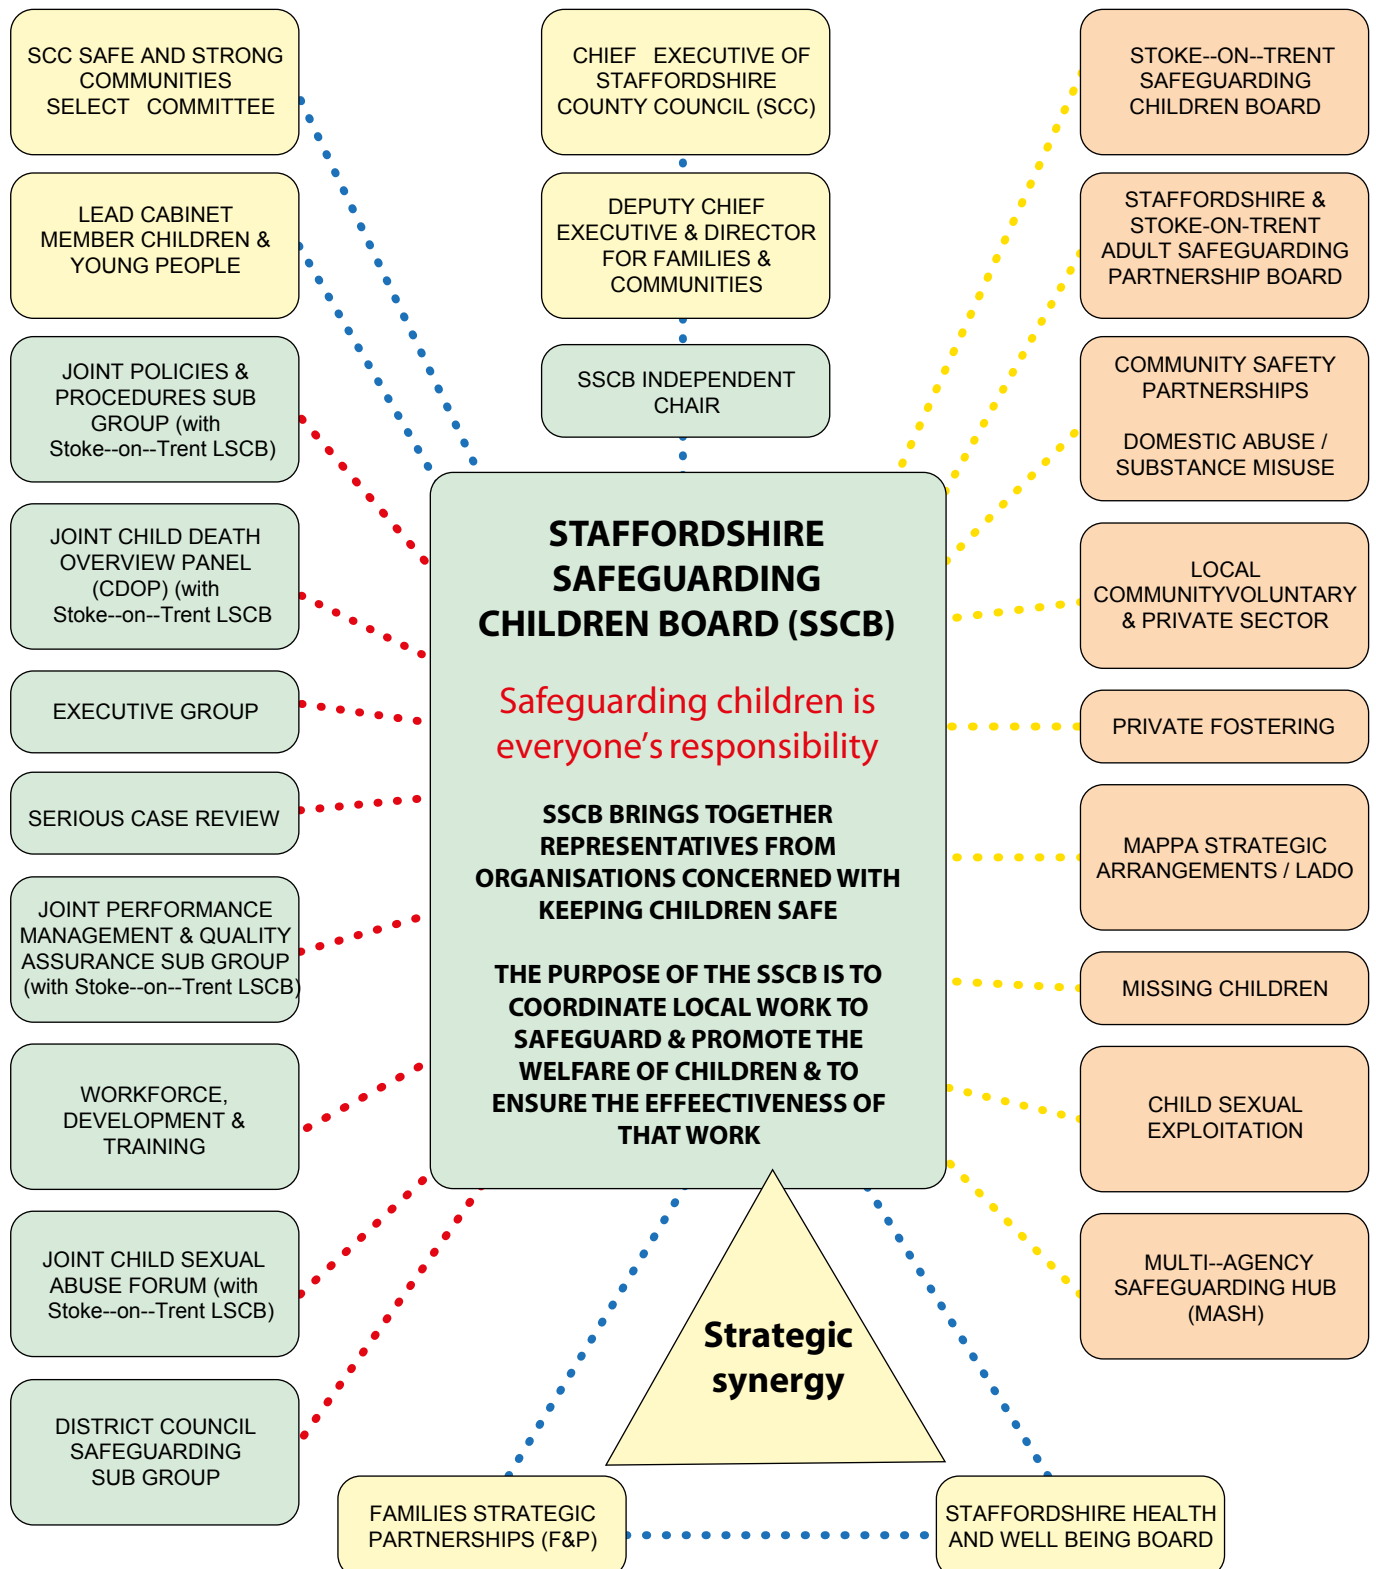 SCC SAFE AND STRONG
COMMUNITIES
SELECT COMMITTEE
LEAD CABINET
MEMBER CHILDREN &
YOUNG PEOPLE
JOINT POLICIES &
PROCEDURES SUB
GROUP (with
Stoke--on--Trent LSCB)
JOINT CHILD DEATH
OVERVIEW PANEL
(CDOP) (with
Stoke--on--Trent LSCB
EXECUTIVE GROUP
SERIOUS CASE REVIEW
JOINT PERFORMANCE
MANAGEMENT & QUALITY
ASSURANCE SUB GROUP
(with Stoke--on--Trent LSCB)
WORKFORCE,
DEVELOPMENT &
TRAINING
JOINT CHILD SEXUAL
ABUSE FORUM (with
Stoke--on--Trent LSCB)
DISTRICT COUNCIL
SAFEGUARDING
SUB GROUP
CHIEF EXECUTIVE OF
STAFFORDSHIRE
COUNTY COUNCIL (SCC)
DEPUTY CHIEF
EXECUTIVE & DIRECTOR
FOR FAMILIES &
COMMUNITIES
SSCB INDEPENDENT
CHAIR
STAFFORDSHIRE
SAFEGUARDING
CHILDREN BOARD (SSCB)
Safeguarding children is
everyone's responsibility
SSCB BRINGS TOGETHER
REPRESENTATIVES FROM
ORGANISATIONS CONCERNED WITH
KEEPING CHILDREN SAFE
THE PURPOSE OF THE SSCB IS TO
COORDINATE LOCAL WORK TO
SAFEGUARD & PROMOTE THE
WELFARE OF CHILDREN & TO
ENSURE THE EFFEECTIVENESS OF
THAT WORK
Strategic
synergy
FAMILIES STRATEGIC
PARTNERSHIPS (F&P)
STAFFORDSHIRE HEALTH
AND WELL BEING BOARD
STOKE--ON--TRENT
SAFEGUARDING
CHILDREN BOARD
STAFFORDSHIRE &
STOKE-ON-TRENT
ADULT SAFEGUARDING
PARTNERSHIP BOARD
COMMUNITY SAFETY
PARTNERSHIPS
DOMESTIC ABUSE /
SUBSTANCE MISUSE
LOCAL
COMMUNITYVOLUNTARY
& PRIVATE SECTOR
PRIVATE FOSTERING
MAPPA STRATEGIC
ARRANGEMENTS / LADO
MISSING CHILDREN
CHILD SEXUAL
EXPLOITATION
MULTI--AGENCY
SAFEGUARDING HUB
(MASH)